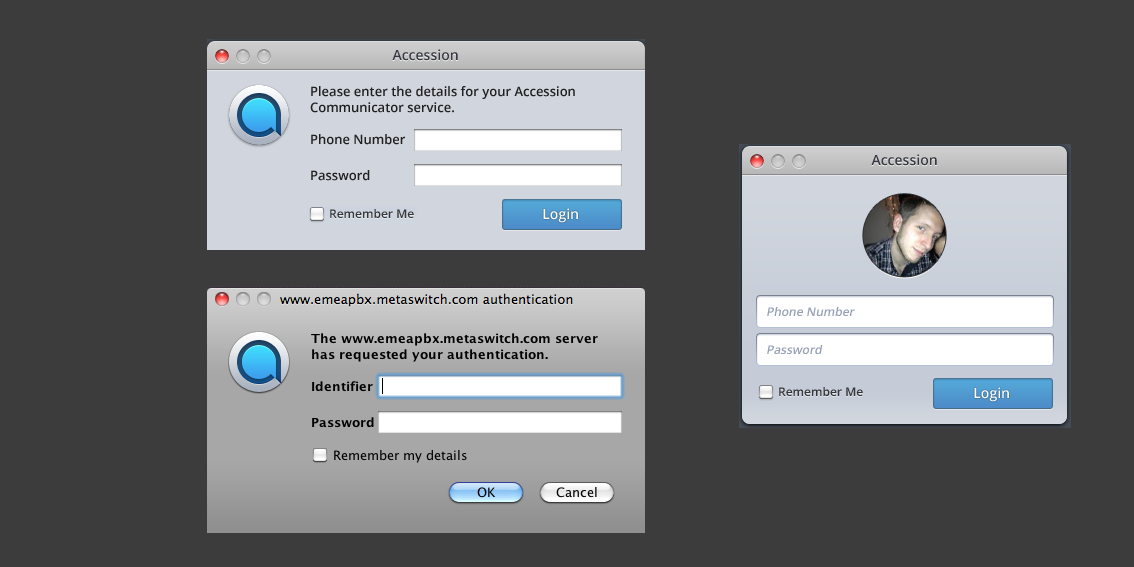 Accession
Please enter the details for your Accession
Communicator service.
Phone Number
Password
Remember Me
Login
www.emeapbx.metaswitch.com authentication
The www.emeapbx.metaswitch.com server
has requested your authentication.
Identifier
Password
Remember my details
OK
Cancel
Accession
Phone Number
Password
Remember Me
Login